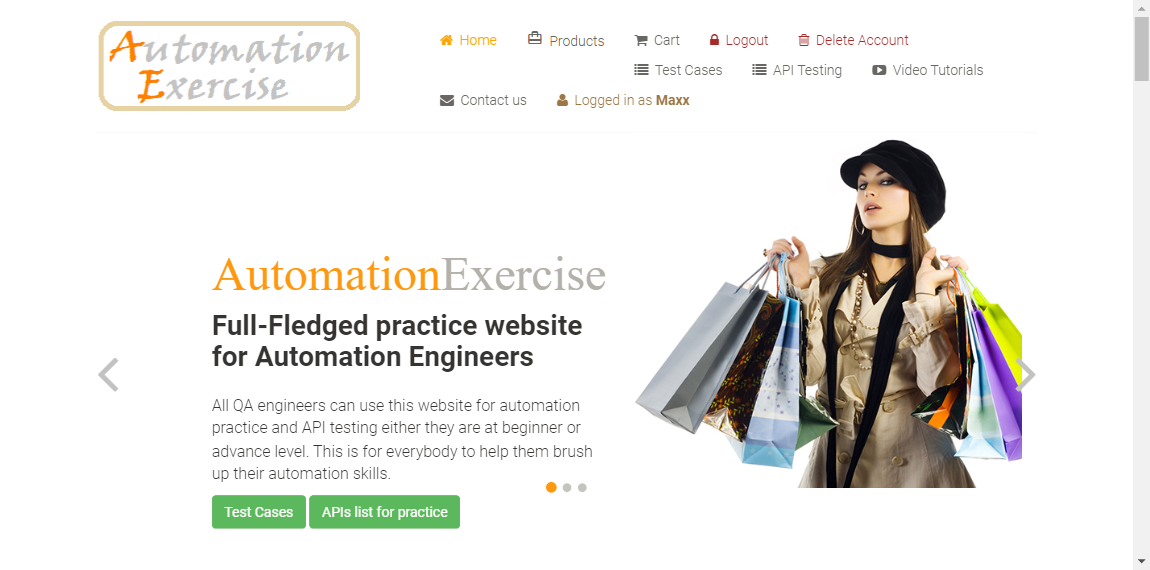 Automation
Exercise
Home Products Cart Logout Delete Account
Test Cases API Testing Video Tutorials
Contact us Logged in as Maxx
AutomationExercise
Full-Fledged practice website
for Automation Engineers
All QA engineers can use this website for automation
practice and API testing either they are at beginner or
advance level. This is for everybody to help them brush
up their automation skills.
Test Cases APIs list for practice